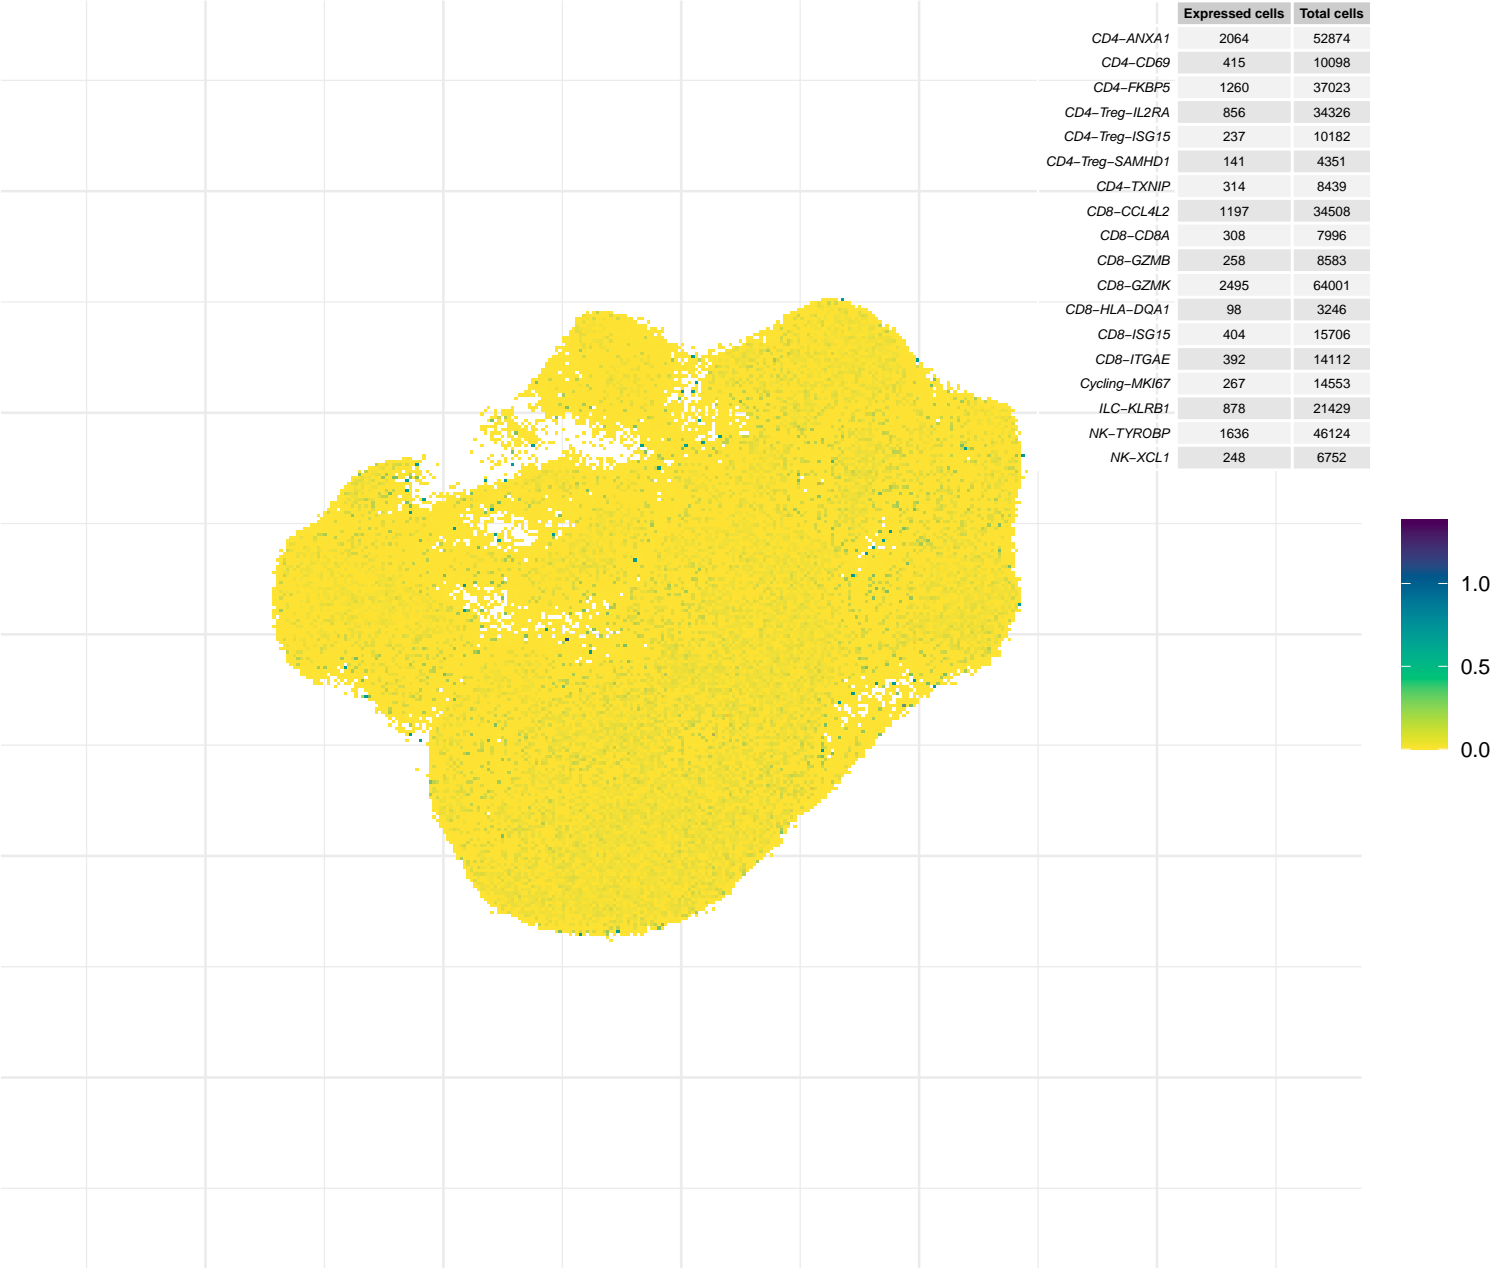 Expressed cells Total cells
CD4−ANXA1 2064 52874
CD4−CD69 415 10098
CD4−FKBP5 1260 37023
CD4−Treg−IL2RA 856 34326
CD4−Treg−ISG15 237 10182
CD4−Treg−SAMHD1 141 4351
CD4−TXNIP 314 8439
CD8−CCL4L2 1197 34508
CD8−CD8A 308 7996
CD8−GZMB 258 8583
CD8−GZMK 2495 64001
CD8−HLA−DQA1 98 3246
CD8−ISG15 404 15706
CD8−ITGAE 392 14112
Cycling−MKI67 267 14553
ILC−KLRB1 878 21429
NK−TYROBP 1636 46124
NK−XCL1 248 6752
1.0
0.5
0.0